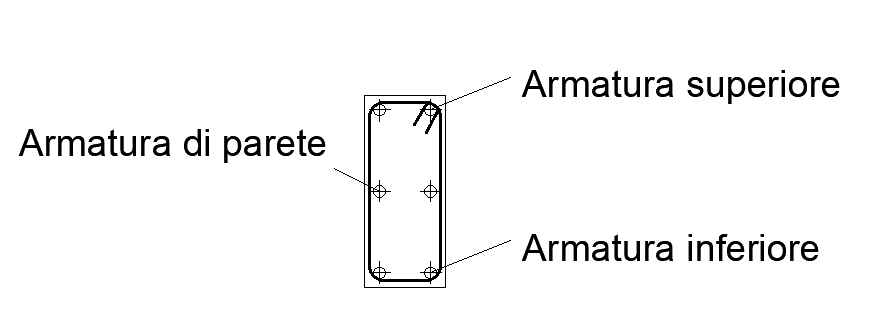 Armatura superiore
Armatura di parete
Armatura inferiore